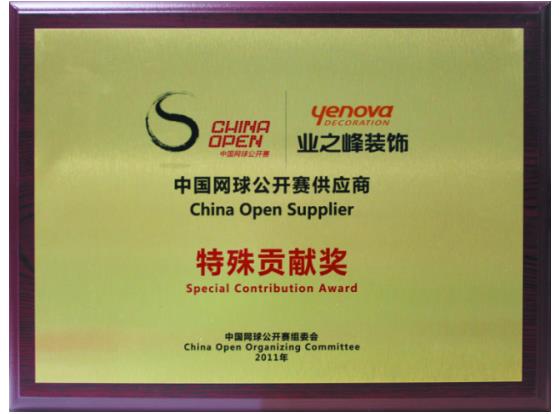 CHINA
OPEN
中国网球公开赛
yenova
DECORATION
业之峰装饰
中国网球公开赛供应商
China Open Supplier
特殊贡献奖
Special Contribution Award
中国网球公开赛组委会
China Open Organizing Committee
2011年